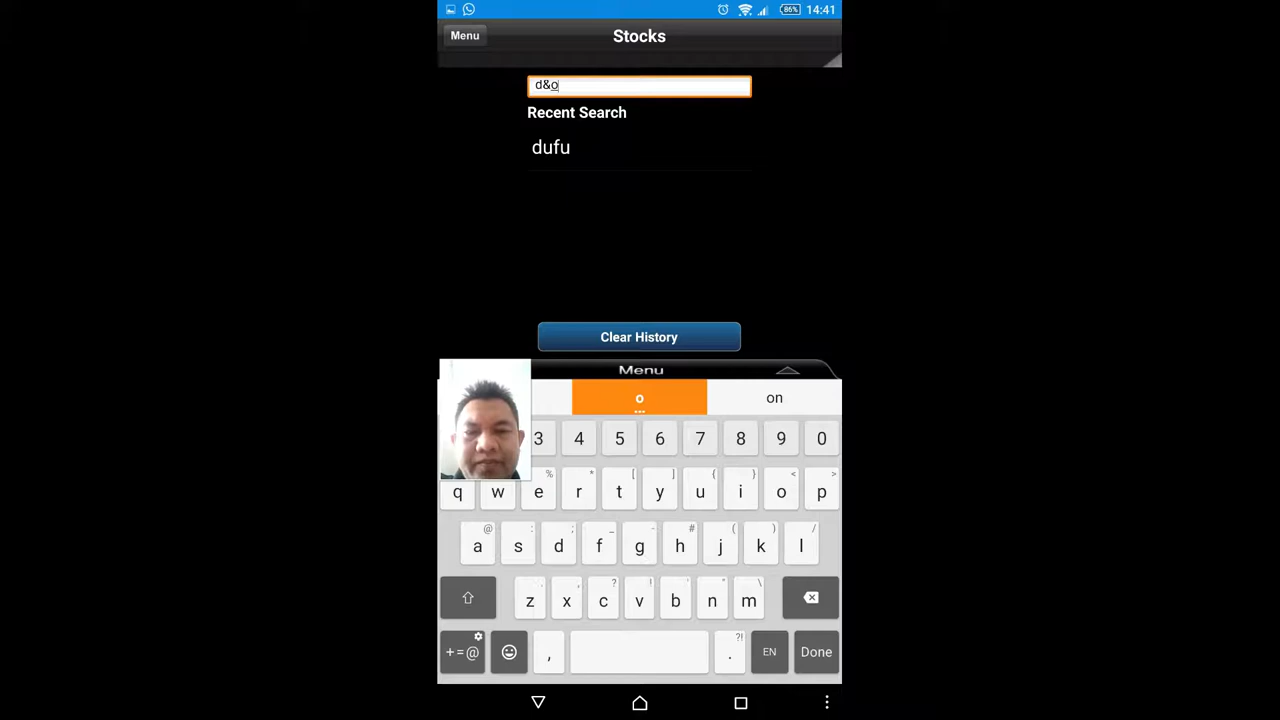 86% 14:41
Menu
Stocks
d&o
Recent Search
dufu
Clear History
Menu
o
...
on
3 4 5 6 7 8 9 0
% * [ ] { } < >
q w e r t y u i o p
@ : ; _ - # ( ) /
a s d f g h j k l
. , ? ! ' " \
z x c v b n m
?!
+=@ , . EN Done